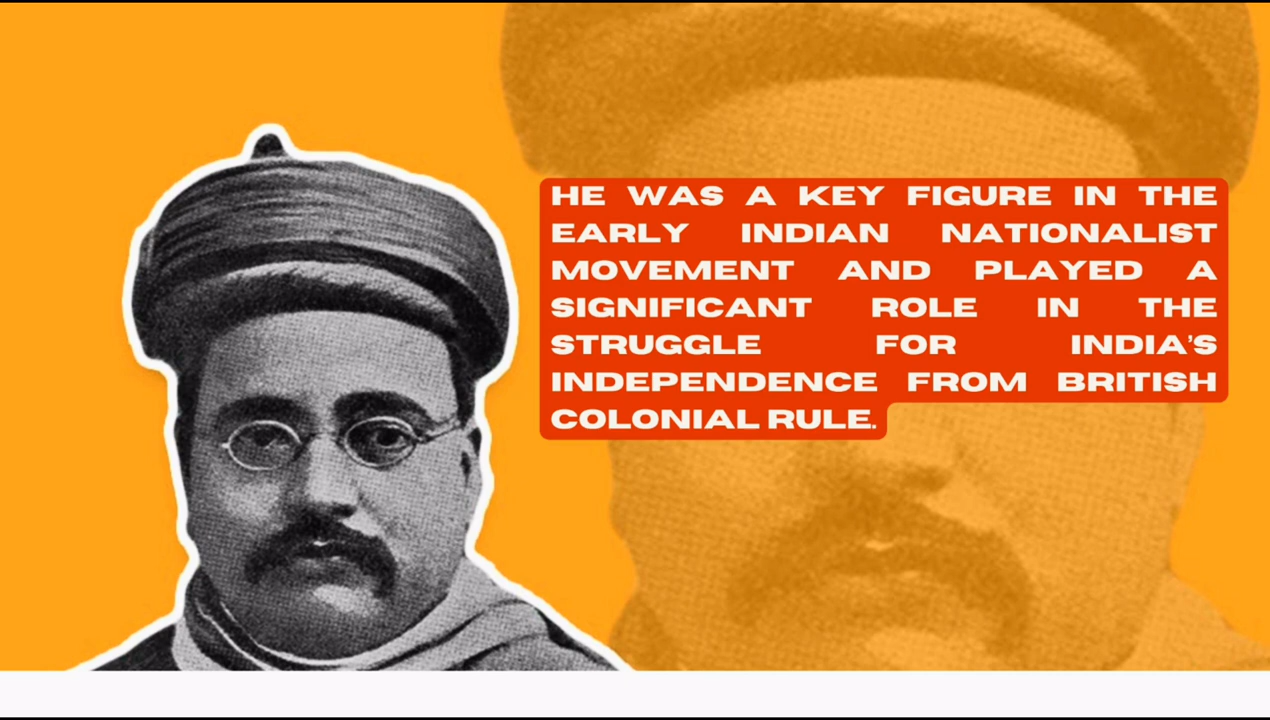 HE WAS A KEY FIGURE IN THE
EARLY INDIAN NATIONALIST
MOVEMENT AND PLAYED A
SIGNIFICANT ROLE IN THE
STRUGGLE FOR INDIA'S
INDEPENDENCE FROM BRITISH
COLONIAL RULE.